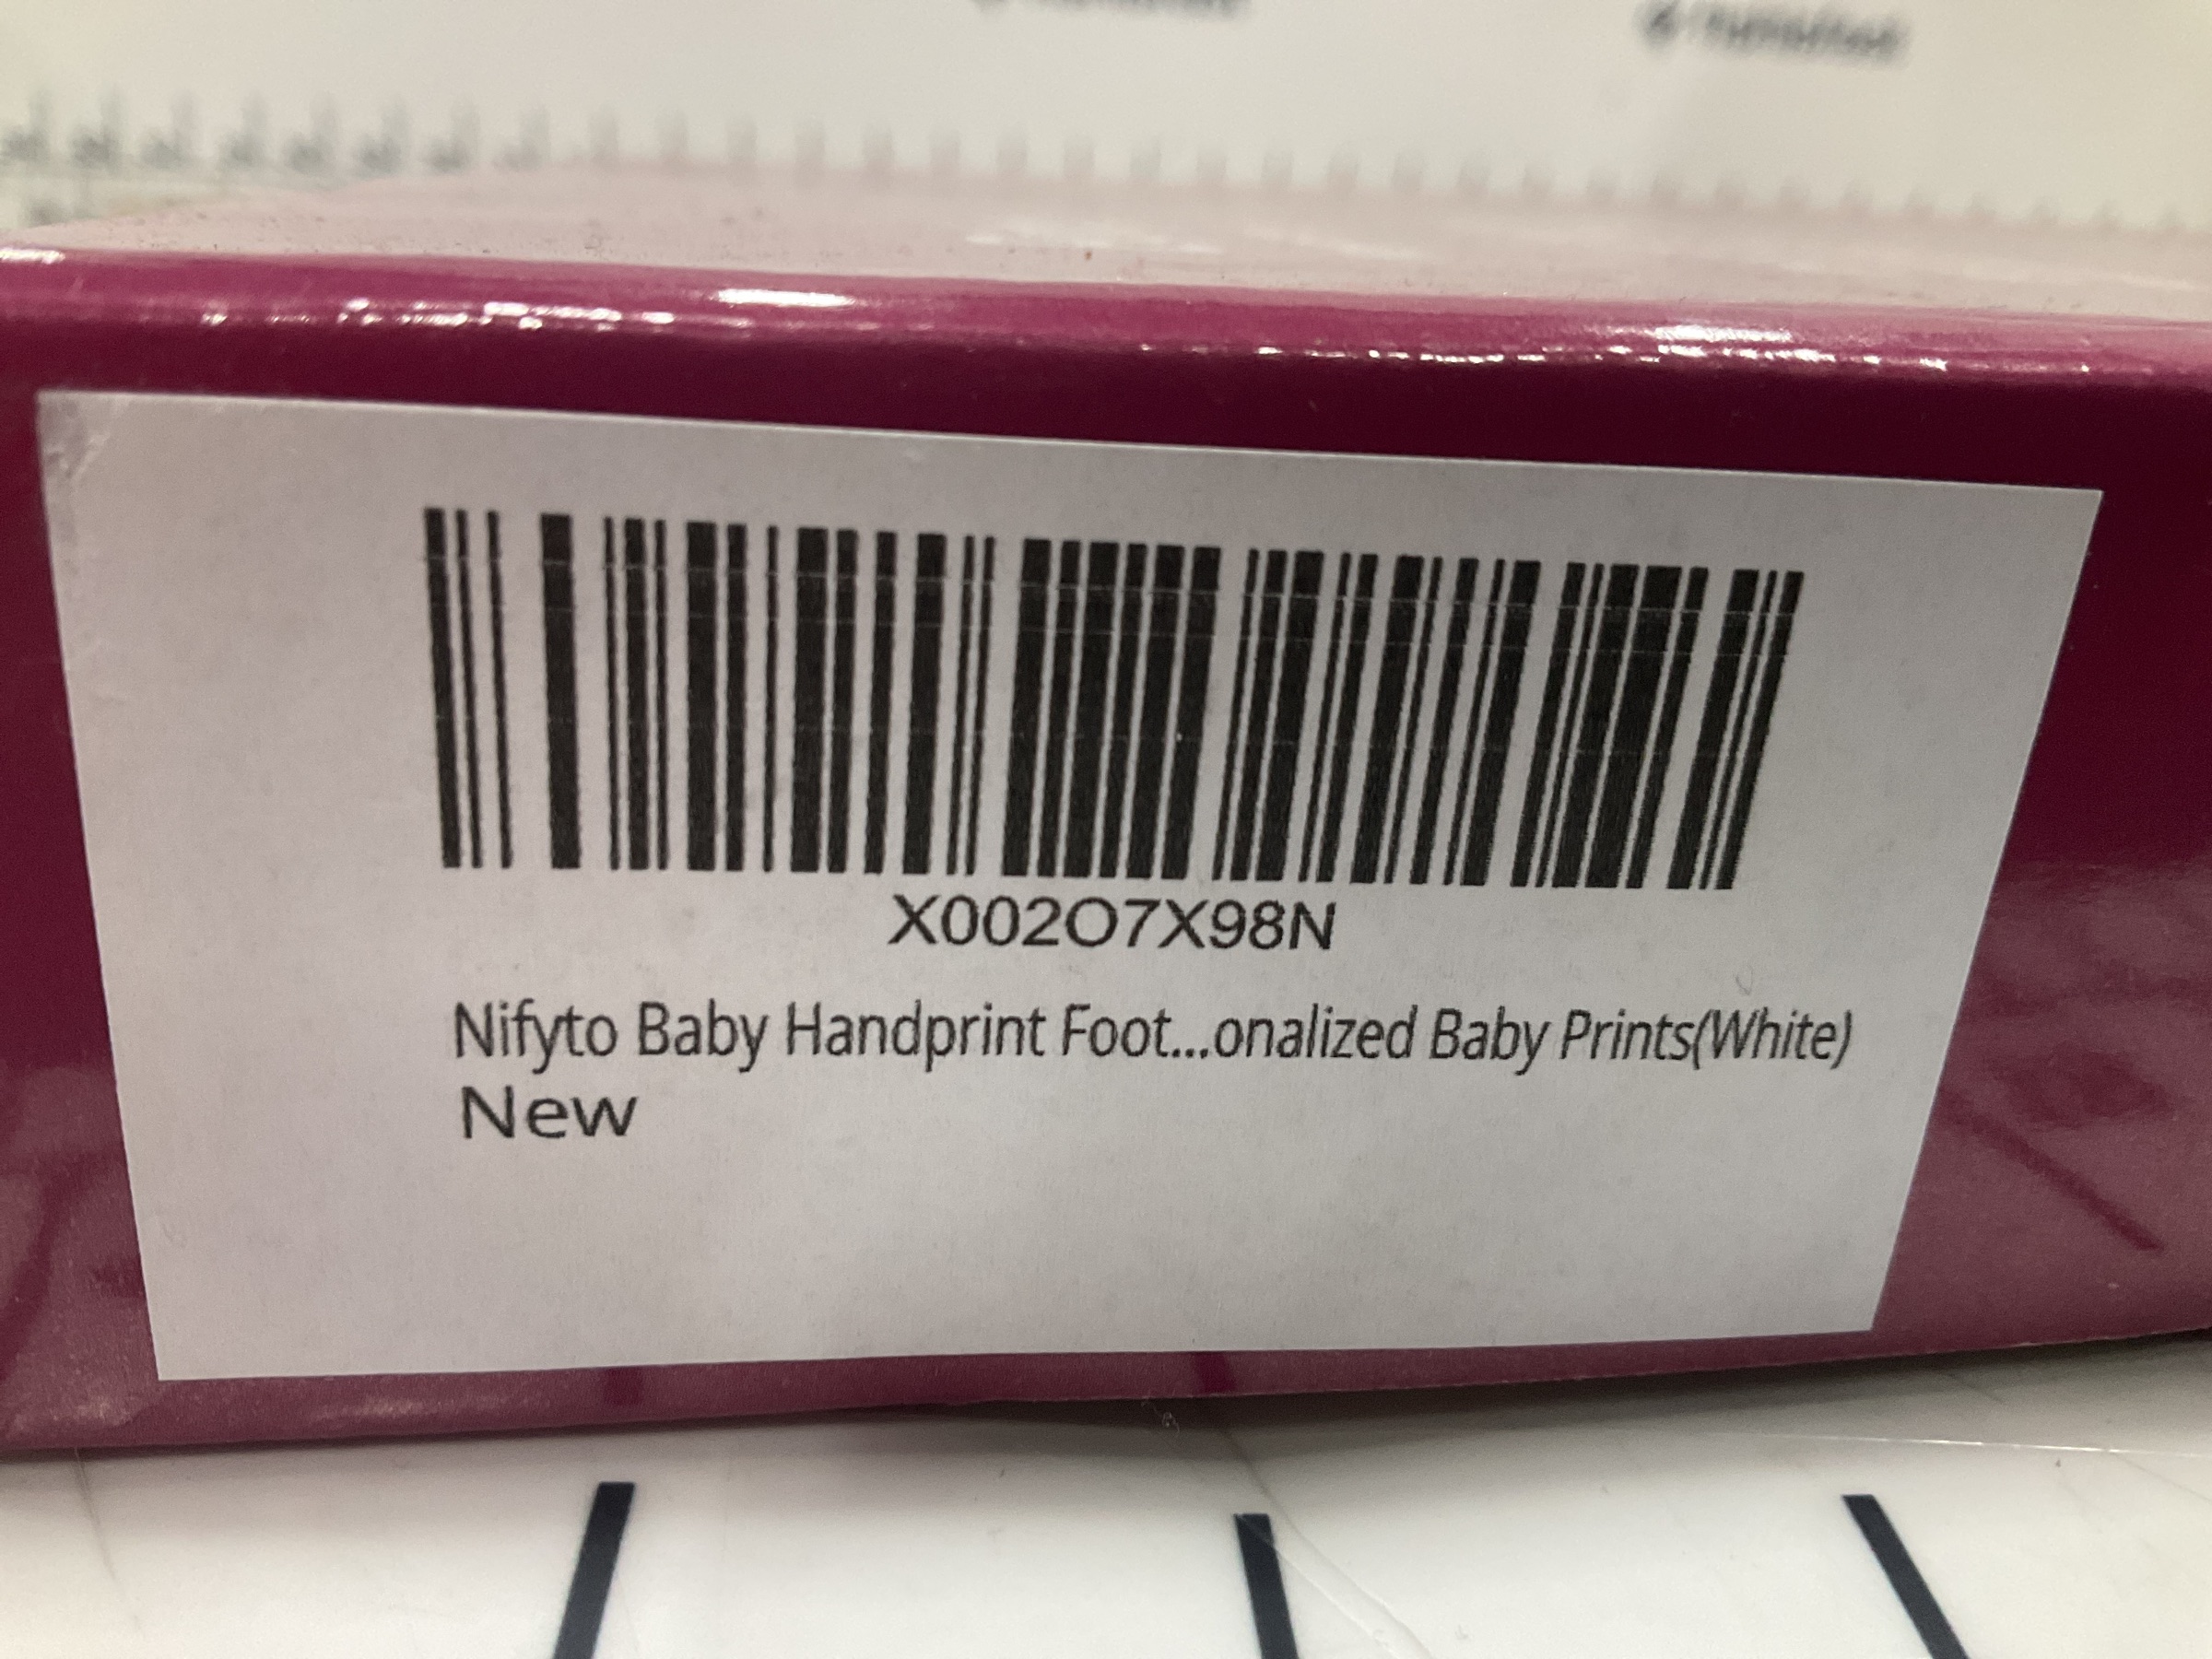 X002O7X98N
Nifyto Baby Handprint Foot...onalized Baby Prints(White)
New